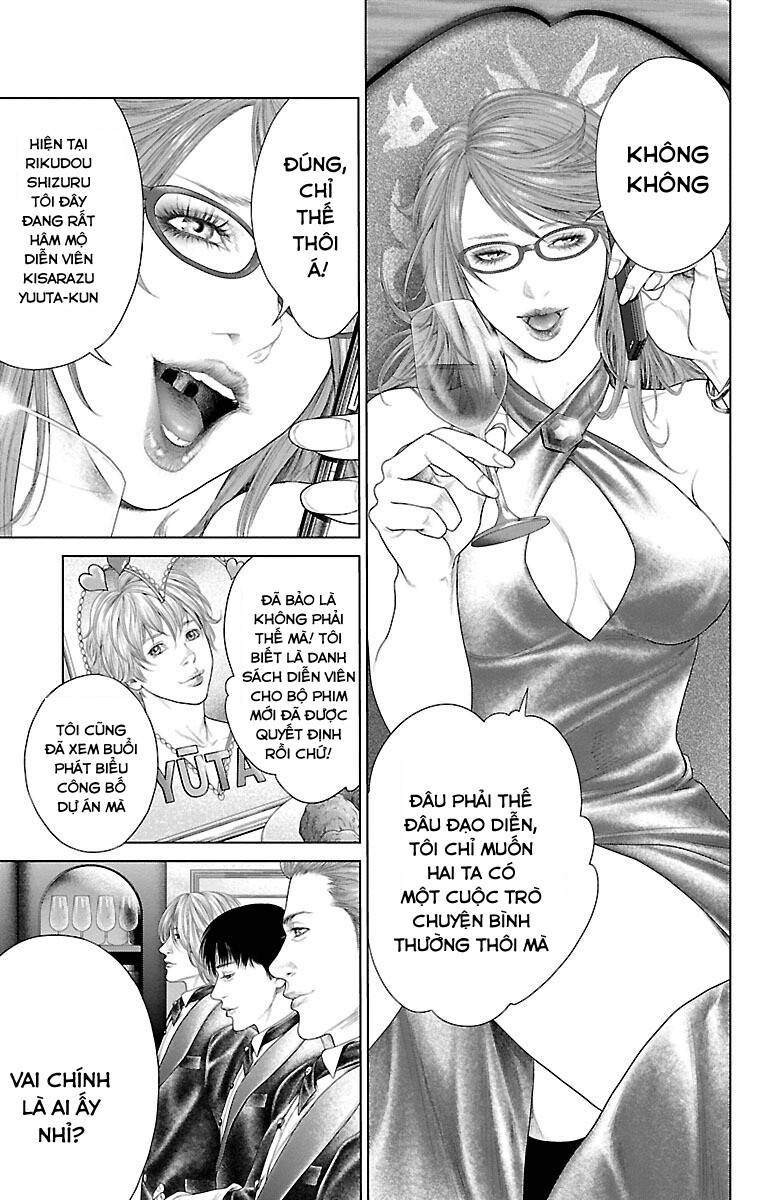 KHÔNG
KHÔNG
ĐÂU PHẢI THẾ
ĐÂU ĐẠO DIỄN,
TÔI CHỈ MUỐN
HAI TA CÓ
MỘT CUỘC TRÒ
CHUYỆN BÌNH
THƯỜNG THÔI MÀ
ĐÚNG,
CHỈ
THẾ
THÔI
Á!
HIỆN TẠI
RIKUDOU
SHIZURU
TÔI ĐÂY
ĐANG RẤT
HÂM MỘ
DIỄN VIÊN
KISARAZU
YUUTA-KUN
ĐÃ BẢO LÀ
KHÔNG PHẢI
THẾ MÀ! TÔI
BIẾT LÀ DANH
SÁCH DIỄN VIÊN
CHO BỘ PHIM
MỚI ĐÃ ĐƯỢC
QUYẾT ĐỊNH
RỒI CHỨ!
TÔI CŨNG
ĐÃ XEM BUỔI
PHÁT BIỂU
CÔNG BỐ
DỰ ÁN MÀ
YŪTA
VAI CHÍNH
LÀ AI ẤY
NHỈ?